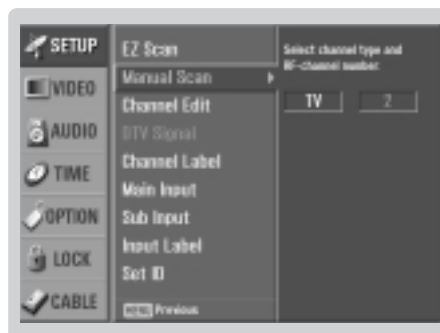 SETUP
VIDEO
AUDIO
TIME
OPTION
LOCK
CABLE
EZ Scan
Manual Scan
Channel Edit
DTV Signal
Channel Label
Main Input
Sub Input
Input Label
Set ID
MENU Previous
Select channel type and
RF-channel number.
TV 2